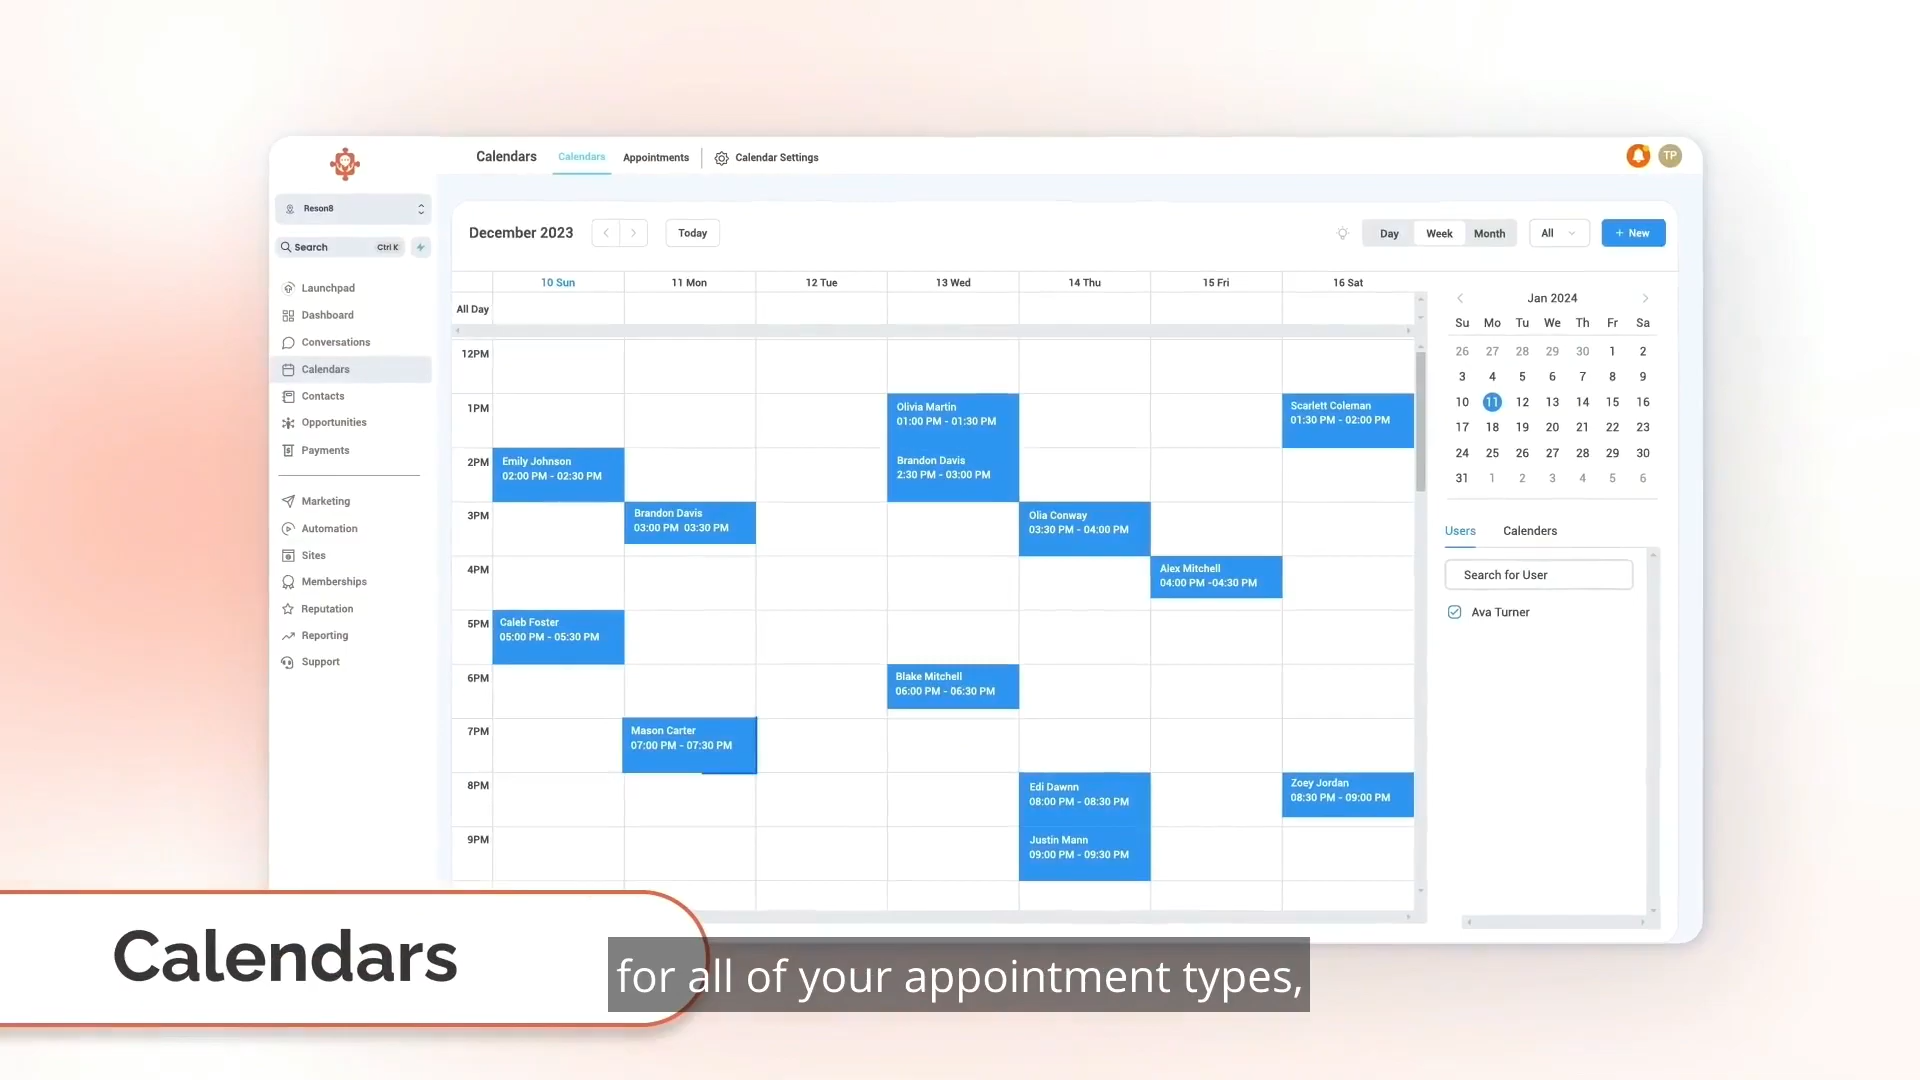 Calendars
Calendars
Appointments
Calendar Settings
TP
Reson8
Search
Ctrl K
Launchpad
Dashboard
Conversations
Calendars
Contacts
Opportunities
Payments
Marketing
Automation
Sites
Memberships
Reputation
Reporting
Support
December 2023
Today
Day
Week
Month
All
+ New
10 Sun
11 Mon
12 Tue
13 Wed
14 Thu
15 Fri
16 Sat
All Day
12PM
1PM
Olivia Martin
01:00 PM - 01:30 PM
Scarlett Coleman
01:30 PM - 02:00 PM
2PM
Emily Johnson
02:00 PM - 02:30 PM
Brandon Davis
2:30 PM - 03:00 PM
3PM
Brandon Davis
03:00 PM 03:30 PM
Olia Conway
03:30 PM - 04:00 PM
4PM
Alex Mitchell
04:00 PM -04:30 PM
5PM
Caleb Foster
05:00 PM - 05:30 PM
6PM
Blake Mitchell
06:00 PM - 06:30 PM
7PM
Mason Carter
07:00 PM - 07:30 PM
8PM
Edi Dawnn
08:00 PM - 08:30 PM
Zoey Jordan
08:30 PM - 09:00 PM
9PM
Justin Mann
09:00 PM - 09:30 PM
Jan 2024
Su Mo Tu We Th Fr Sa
26 27 28 29 30 1 2
3 4 5 6 7 8 9
10 11 12 13 14 15 16
17 18 19 20 21 22 23
24 25 26 27 28 29 30
31 1 2 3 4 5 6
Users
Calenders
Search for User
Ava Turner
Calendars
for all of your appointment types,